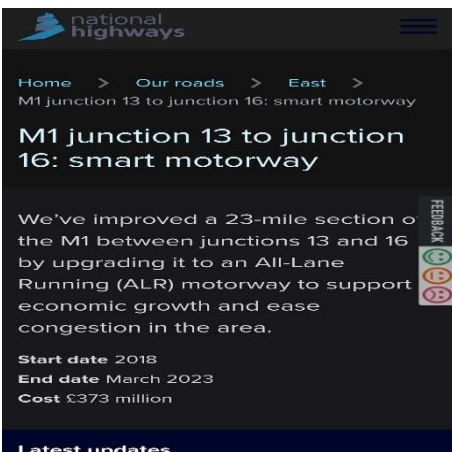 national
highways
Home > Our roads > East >
M1 junction 13 to junction 16: smart motorway
M1 junction 13 to junction
16: smart motorway
We've improved a 23-mile section o
the M1 between junctions 13 and 16
by upgrading it to an All-Lane
Running (ALR) motorway to support
economic growth and ease
congestion in the area.
FEEDBACK
Start date 2018
End date March 2023
Cost £373 million
Latest updates